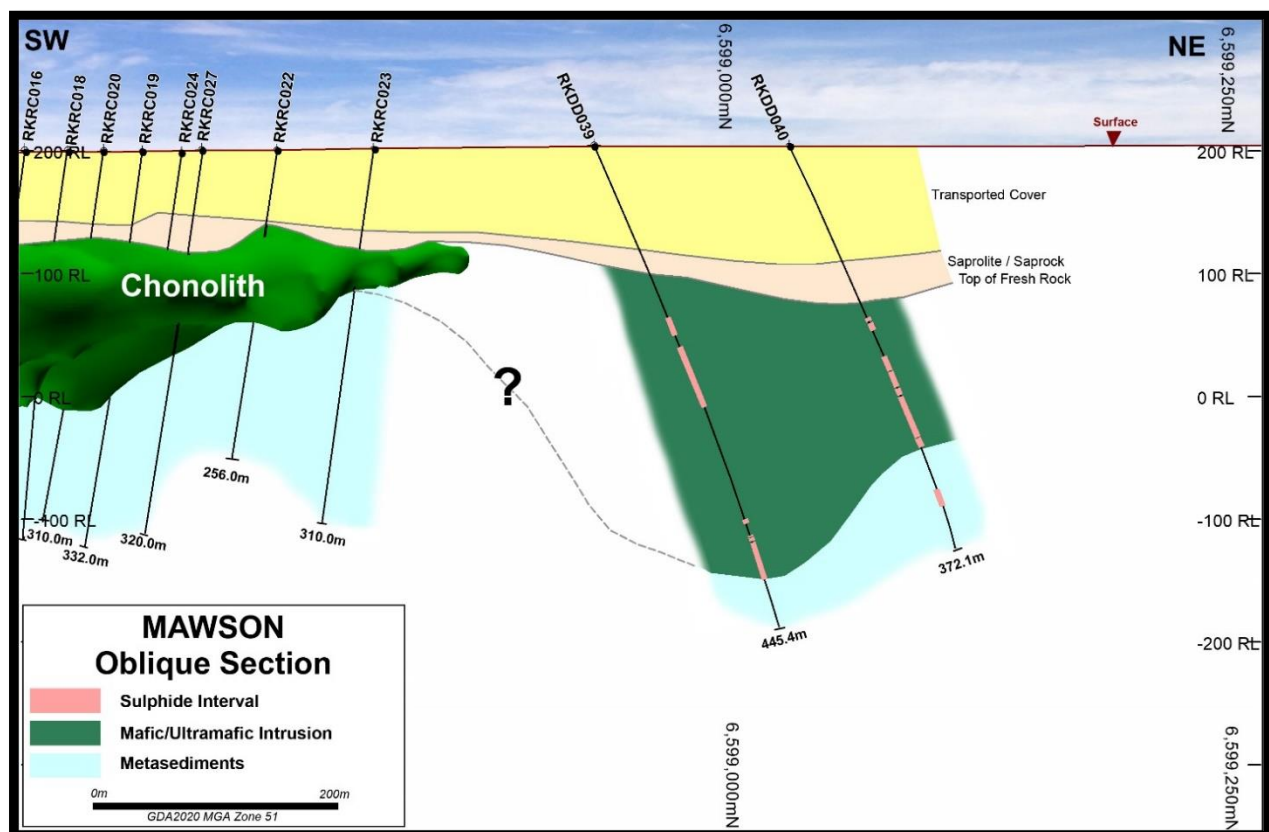 SW
NE
6,599,000mN
6,599,250mN
RKRC016
RKRC018
RKRC020
RKRC019
RKRC024
RKRC027
RKRC022
RKRC023
RKDD039
RKDD040
Surface
200 RL
200 RL
Transported Cover
Saprolite / Saprock
Top of Fresh Rock
100 RL
100 RL
Chonolith
?
0 RL
0 RL
256.0m
-100 RL
-100 RL
310.0m
332.0m
320.0m
310.0m
372.1m
445.4m
-200 RL
MAWSON
Oblique Section
Sulphide Interval
Mafic/Ultramafic Intrusion
Metasediments
0m
200m
GDA2020 MGA Zone 51
6,599,000mN
6,599,250mN